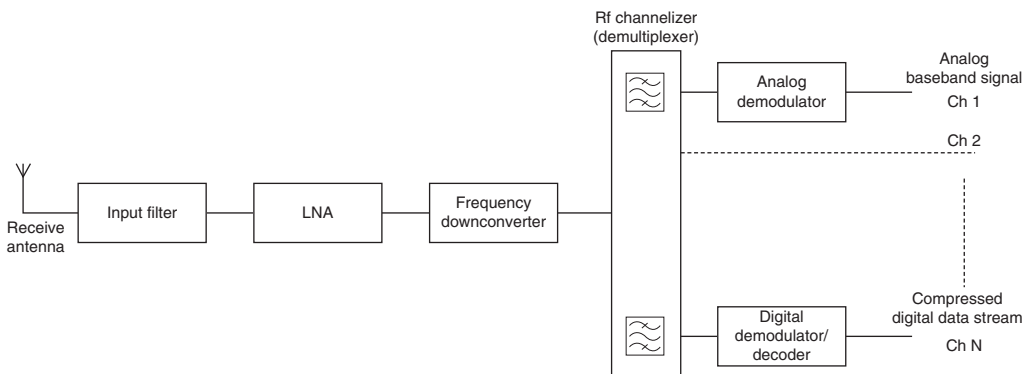 Rf channelizer
(demultiplexer)
Analog
demodulator
Analog
baseband signal
Ch 1
Ch 2
Receive
antenna
Input filter
LNA
Frequency
downconverter
Digital
demodulator/
decoder
Compressed
digital data stream
Ch N